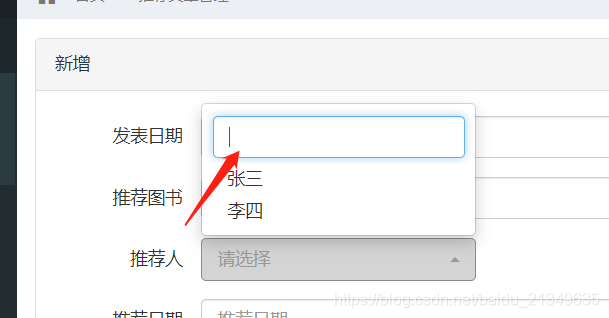 新增
发表日期
张三
推荐图书
李四
推荐人 请选择
推荐日期 推荐日期
https://blog.csdn.net/baidu_21349635